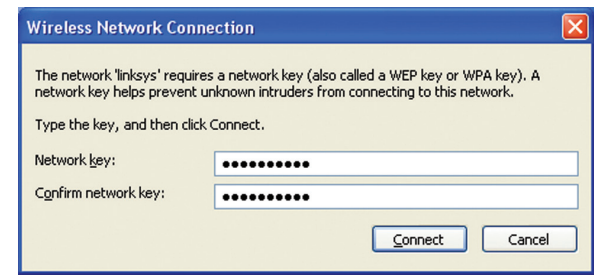 Wireless Network Connection
The network 'linksys' requires a network key (also called a WEP key or WPA key). A
network key helps prevent unknown intruders from connecting to this network.
Type the key, and then click Connect.
Network key: ••••••••••
Confirm network key: ••••••••••
Connect Cancel